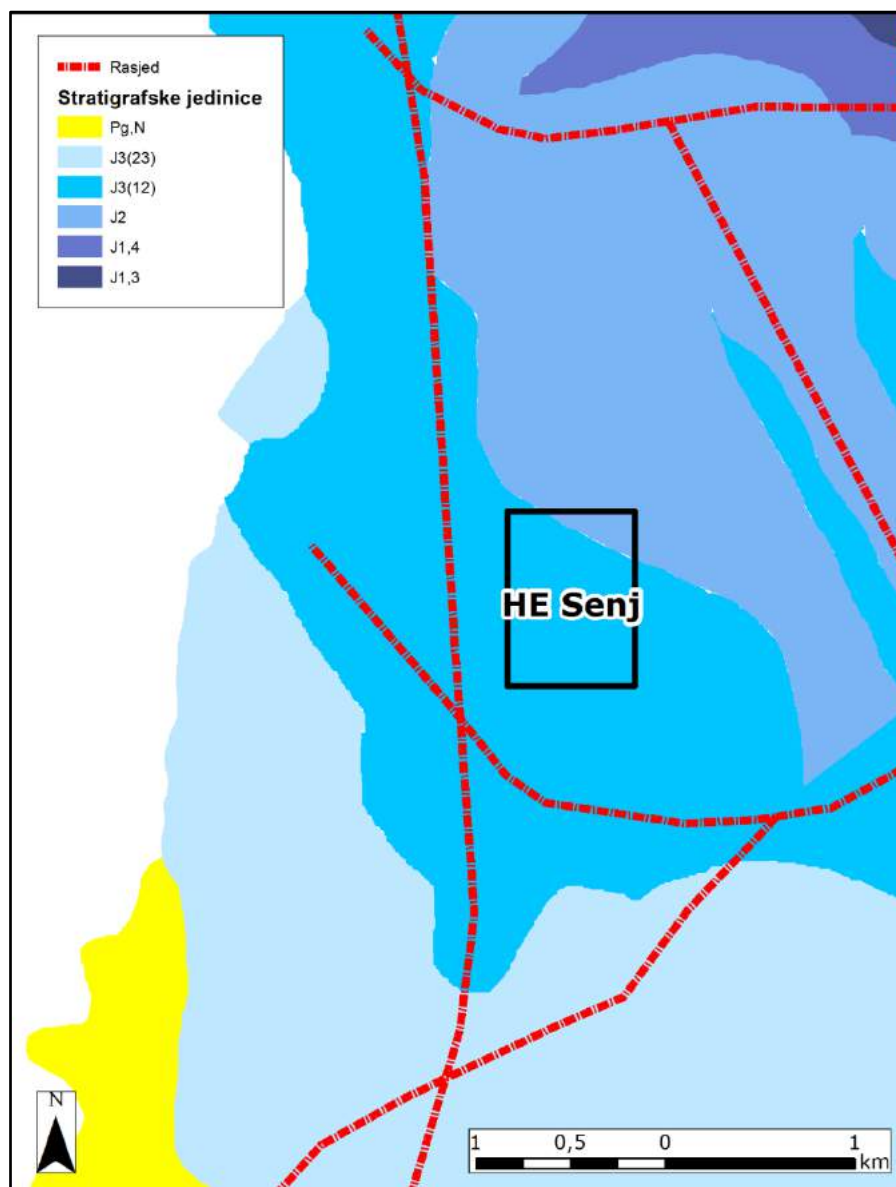 Rasjed
Stratigrafske jedinice
Pg,N
J3(23)
J3(12)
J2
J1,4
J1,3
HE Senj
N
1 0,5 0 1
km